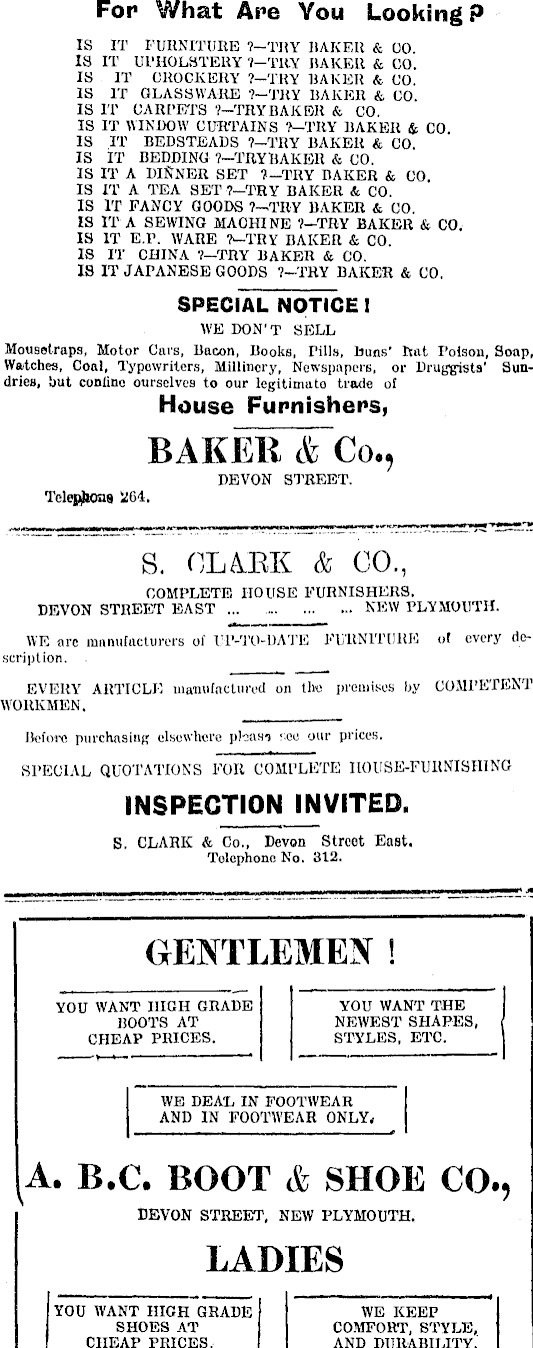 For What Are You Looking?
IS IT FURNITURE ?—TRY BAKER & CO.
IS IT UPHOLSTERY ?—TRY BAKER & CO.
IS IT CROCKERY ?—TRY BAKER & CO.
IS IT GLASSWARE ?—TRY BAKER & CO.
IS IT CARPETS ?—TRY BAKER & CO.
IS IT WINDOW CURTAINS ?—TRY BAKER & CO.
IS IT BEDSTEADS ?—TRY BAKER & CO.
IS IT BEDDING ?—TRY BAKER & CO.
IS IT A DINNER SET ?—TRY BAKER & CO.
IS IT A TEA SET ?—TRY BAKER & CO.
IS IT FANCY GOODS ?—TRY BAKER & CO.
IS IT A SEWING MACHINE ?—TRY BAKER & CO.
IS IT E.P. WARE ?—TRY BAKER & CO.
IS IT CHINA ?—TRY BAKER & CO.
IS IT JAPANESE GOODS ?—TRY BAKER & CO.
SPECIAL NOTICE!
WE DON'T SELL
Mousetraps, Motor Cars, Bacon, Books, Pills, Buns' Rat Poison, Soap,
Watches, Coal, Typewriters, Millinery, Newspapers, or Druggists' Sun-
dries, but confine ourselves to our legitimate trade of
House Furnishers,
BAKER & Co.,
DEVON STREET.
Telephone 264.
S. CLARK & CO.,
COMPLETE HOUSE FURNISHERS.
DEVON STREET EAST ... ... ... ... NEW PLYMOUTH.
WE are manufacturers of UP-TO-DATE FURNITURE of every de-
scription.
EVERY ARTICLE manufactured on the premises by COMPETENT
WORKMEN.
Before purchasing elsewhere please see our prices.
SPECIAL QUOTATIONS FOR COMPLETE HOUSE-FURNISHING
INSPECTION INVITED.
S. CLARK & Co., Devon Street East.
Telephone No. 312.
GENTLEMEN !
YOU WANT HIGH GRADE
BOOTS AT
CHEAP PRICES.
YOU WANT THE
NEWEST SHAPES,
STYLES, ETC.
WE DEAL IN FOOTWEAR
AND IN FOOTWEAR ONLY.
A. B.C. BOOT & SHOE CO.,
DEVON STREET, NEW PLYMOUTH.
LADIES
YOU WANT HIGH GRADE
SHOES AT
CHEAP PRICES.
WE KEEP
COMFORT, STYLE,
AND DURABILITY.